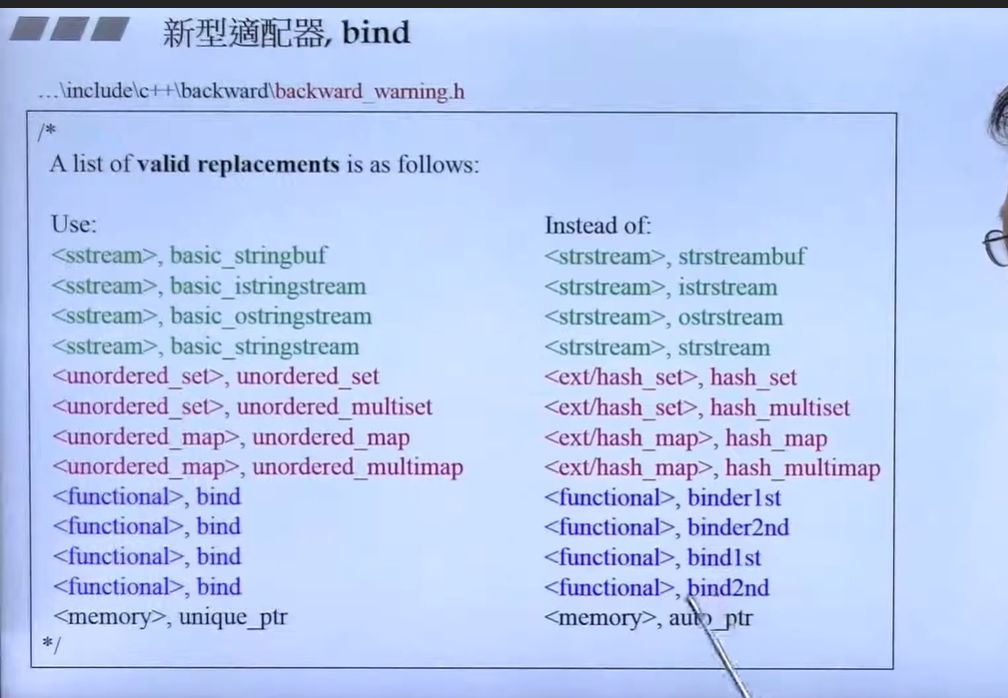 新型適配器, bind
…\include\c++\backward\backward_warning.h
/*
A list of valid replacements is as follows:
Use: Instead of:
<sstream>, basic_stringbuf <strstream>, strstreambuf
<sstream>, basic_istringstream <strstream>, istrstream
<sstream>, basic_ostringstream <strstream>, ostrstream
<sstream>, basic_stringstream <strstream>, strstream
<unordered_set>, unordered_set <ext/hash_set>, hash_set
<unordered_set>, unordered_multiset <ext/hash_set>, hash_multiset
<unordered_map>, unordered_map <ext/hash_map>, hash_map
<unordered_map>, unordered_multimap <ext/hash_map>, hash_multimap
<functional>, bind <functional>, binder1st
<functional>, bind <functional>, binder2nd
<functional>, bind <functional>, bind1st
<functional>, bind <functional>, bind2nd
<memory>, unique_ptr <memory>, auto_ptr
*/